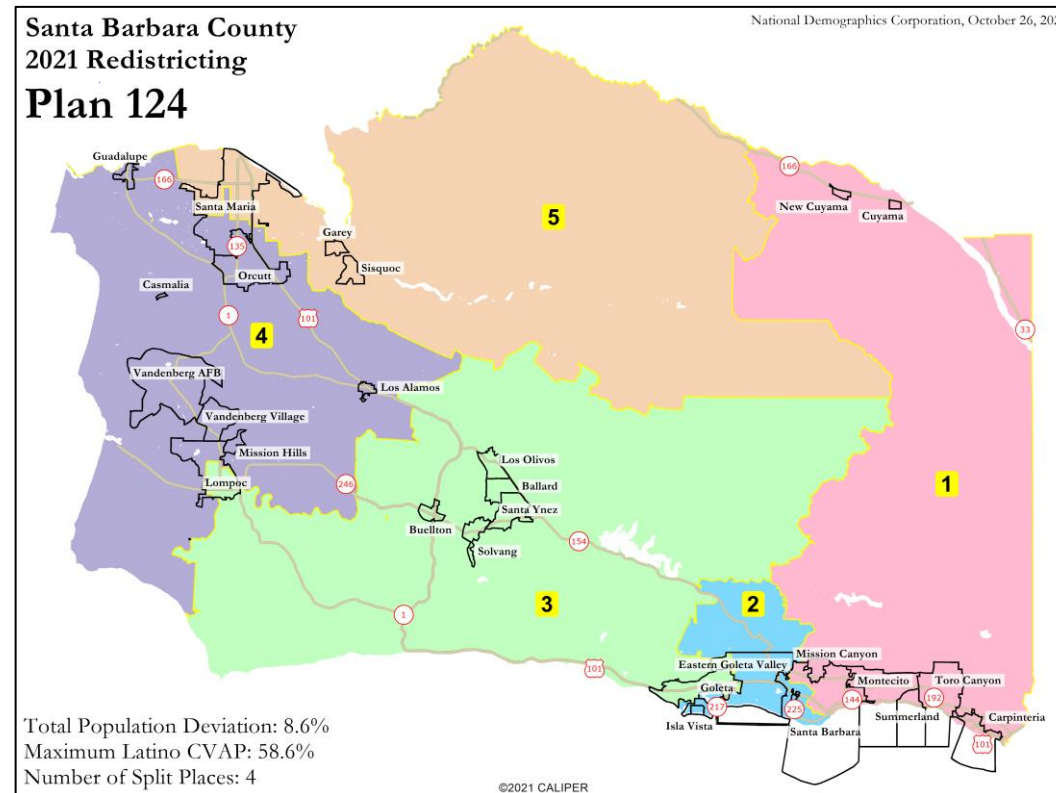 Santa Barbara County
2021 Redistricting
Plan 124
National Demographics Corporation, October 26, 202
Guadalupe
166
Santa Maria
135
Orcutt
Garey
Sisquoc
Casmalia
1
101
4
5
166
New Cuyama
Cuyama
33
Vandenberg AFB
Los Alamos
Vandenberg Village
Mission Hills
Lompoc
246
Los Olivos
Ballard
Santa Ynez
Buellton
Solvang
154
1
3
1
2
101
Mission Canyon
Eastern Goleta Valley
Montecito
Toro Canyon
Goleta
217
225
144
192
Isla Vista
Santa Barbara
Summerland
Carpinteria
101
Total Population Deviation: 8.6%
Maximum Latino CVAP: 58.6%
Number of Split Places: 4
©2021 CALIPER